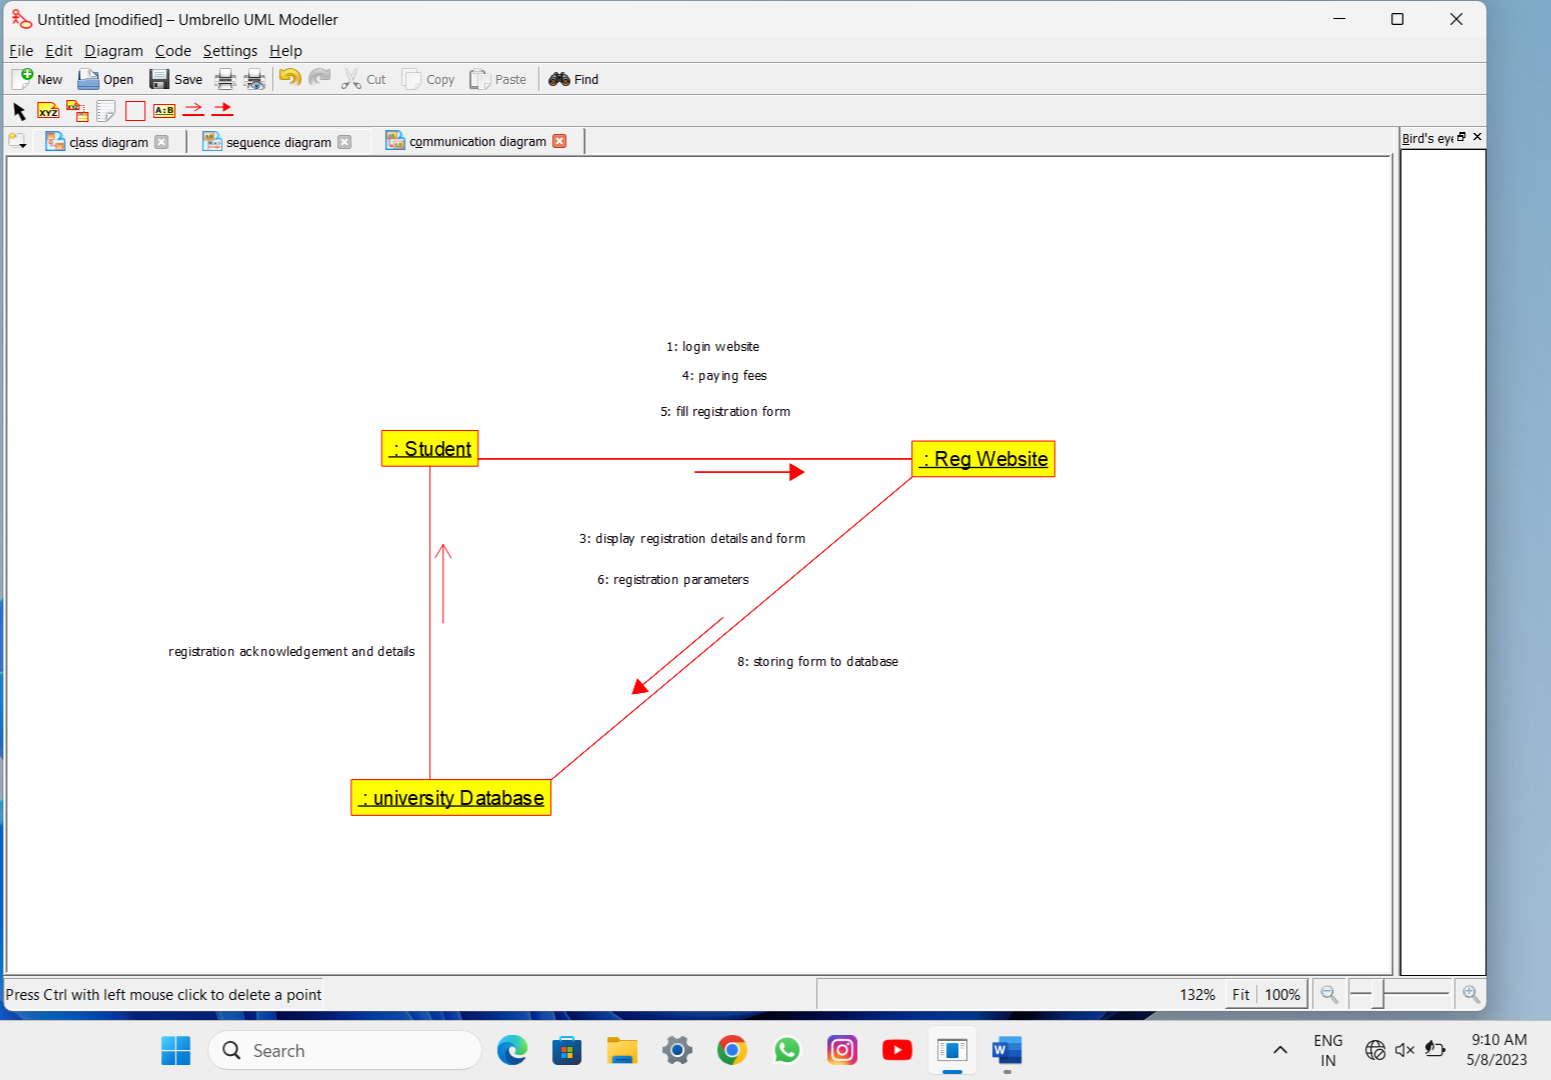 Untitled [modified] – Umbrello UML Modeller
File Edit Diagram Code Settings Help
New Open Save Cut Copy Paste Find
XYZ A:B
class diagram sequence diagram communication diagram Bird's eye
1: login website
4: paying fees
5: fill registration form
: Student
: Reg Website
3: display registration details and form
6: registration parameters
registration acknowledgement and details
8: storing form to database
: university Database
Press Ctrl with left mouse click to delete a point 132% Fit 100%
Search
ENG
IN
9:10 AM
5/8/2023